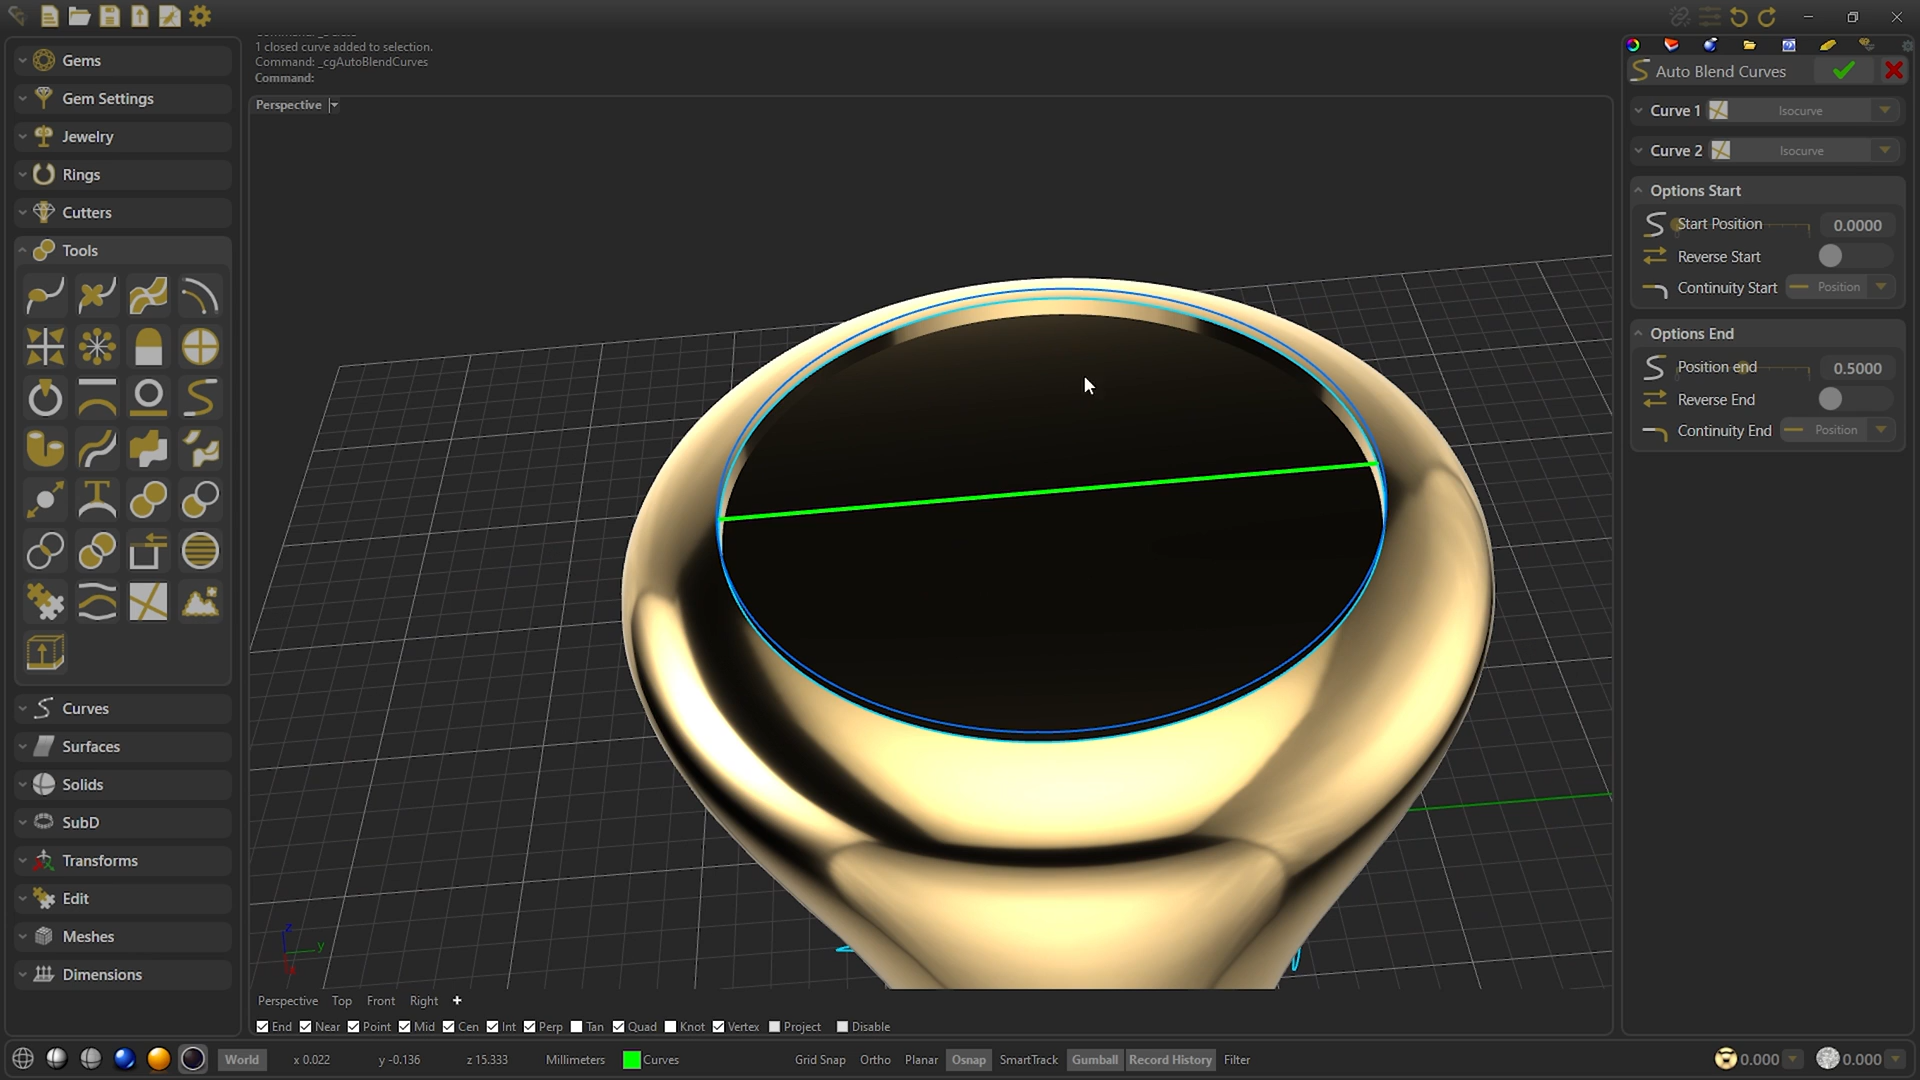 1 closed curve added to selection.
Command: _cgAutoBlendCurves
Command:
Perspective
Gems
Gem Settings
Jewelry
Rings
Cutters
Tools
Curves
Surfaces
Solids
SubD
Transforms
Edit
Meshes
Dimensions
z
y
Auto Blend Curves
Curve 1 Isocurve
Curve 2 Isocurve
Options Start
Start Position 0.0000
Reverse Start
Continuity Start Position
Options End
Position end 0.5000
Reverse End
Continuity End Position
Perspective Top Front Right +
End Near Point Mid Cen Int Perp Tan Quad Knot Vertex Project Disable
World x 0.022 y -0.136 z 15.333 Millimeters Curves Grid Snap Ortho Planar Osnap SmartTrack Gumball Record History Filter 0.000 0.000